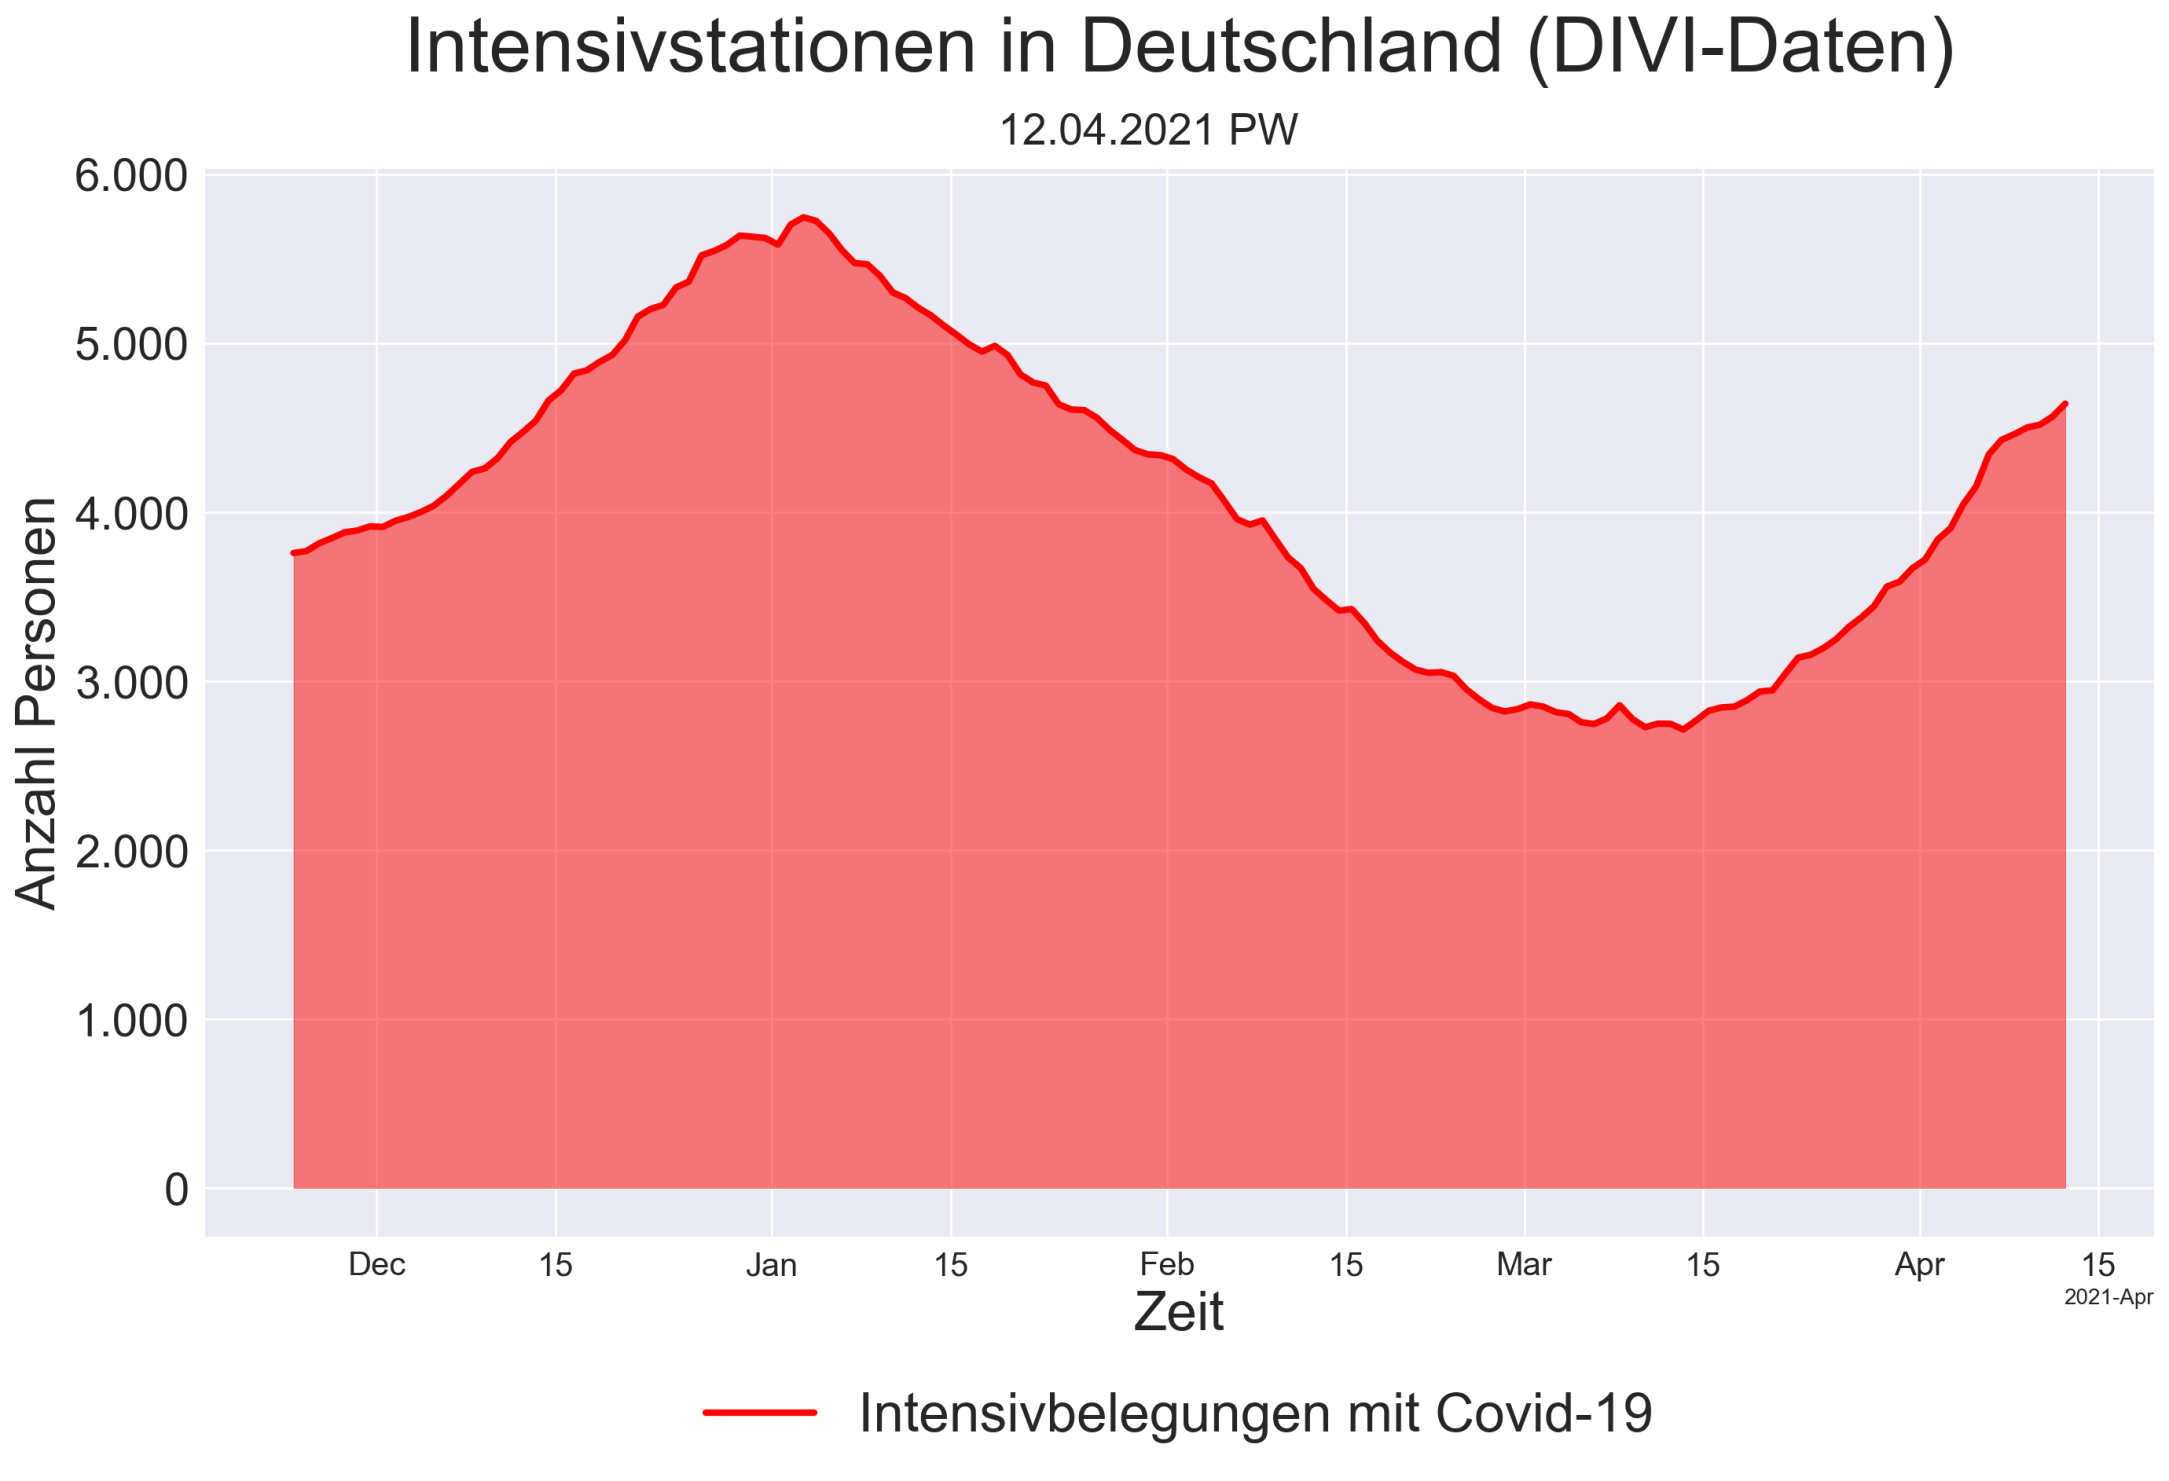 Intensivstationen in Deutschland (DIVI-Daten)
12.04.2021 PW
Anzahl Personen
6.000
5.000
4.000
3.000
2.000
1.000
0
Dec 15 Jan 15 Feb 15 Mar 15 Apr 15
2021-Apr
Zeit
Intensivbelegungen mit Covid-19